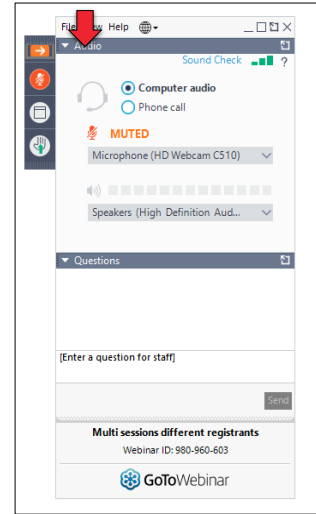 File View Help
Audio
Sound Check ?
Computer audio
Phone call
MUTED
Microphone (HD Webcam C510)
Speakers (High Definition Aud...
Questions
[Enter a question for staff]
Send
Multi sessions different registrants
Webinar ID: 980-960-603
GoToWebinar